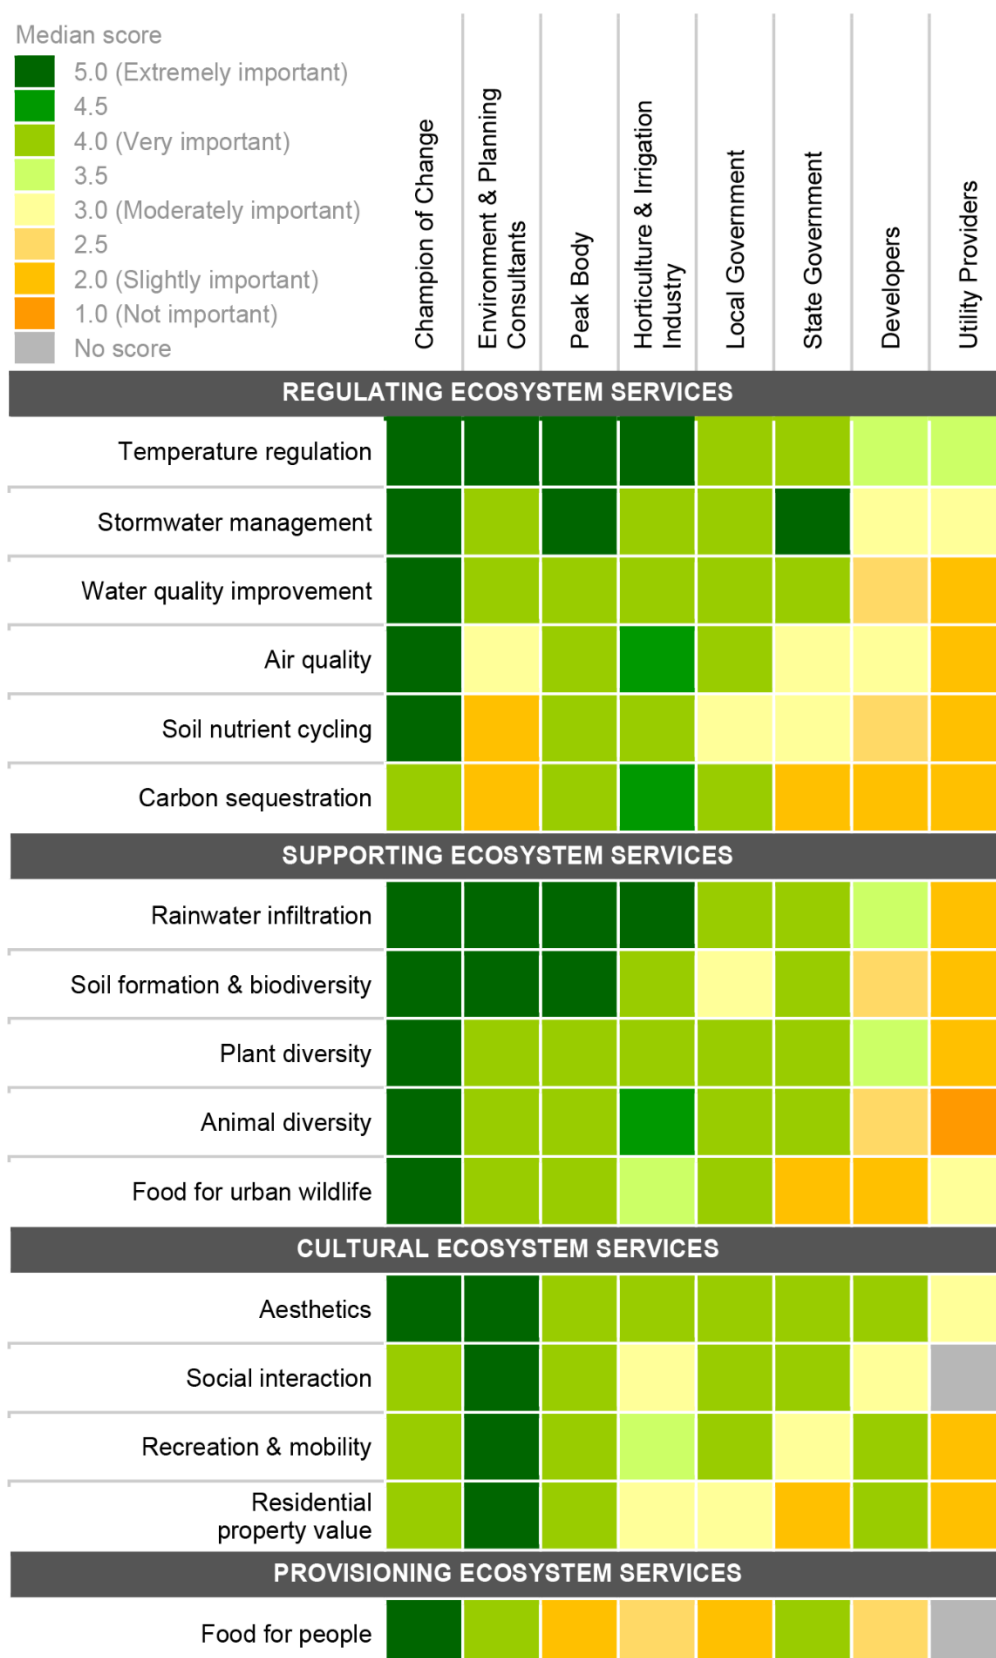 Median score
5.0 (Extremely important)
4.5
4.0 (Very important)
3.5
3.0 (Moderately important)
2.5
2.0 (Slightly important)
1.0 (Not important)
No score
Champion of Change
Environment & Planning
Consultants
Peak Body
Horticulture & Irrigation
Industry
Local Government
State Government
Developers
Utility Providers
REGULATING ECOSYSTEM SERVICES
Temperature regulation
Stormwater management
Water quality improvement
Air quality
Soil nutrient cycling
Carbon sequestration
SUPPORTING ECOSYSTEM SERVICES
Rainwater infiltration
Soil formation & biodiversity
Plant diversity
Animal diversity
Food for urban wildlife
CULTURAL ECOSYSTEM SERVICES
Aesthetics
Social interaction
Recreation & mobility
Residential
property value
PROVISIONING ECOSYSTEM SERVICES
Food for people